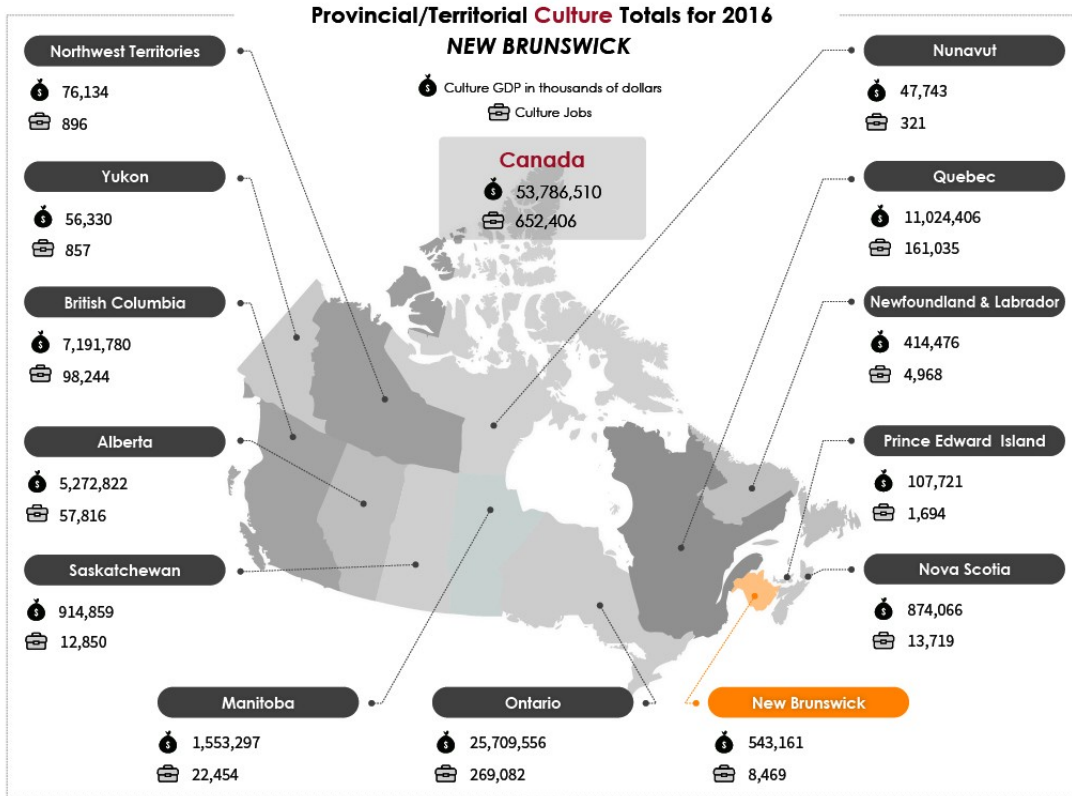 Provincial/Territorial Culture Totals for 2016
NEW BRUNSWICK
Culture GDP in thousands of dollars
Culture Jobs
Canada
53,786,510
652,406
Northwest Territories
76,134
896
Yukon
56,330
857
British Columbia
7,191,780
98,244
Alberta
5,272,822
57,816
Saskatchewan
914,859
12,850
Manitoba
1,553,297
22,454
Ontario
25,709,556
269,082
New Brunswick
543,161
8,469
Nunavut
47,743
321
Quebec
11,024,406
161,035
Newfoundland & Labrador
414,476
4,968
Prince Edward Island
107,721
1,694
Nova Scotia
874,066
13,719